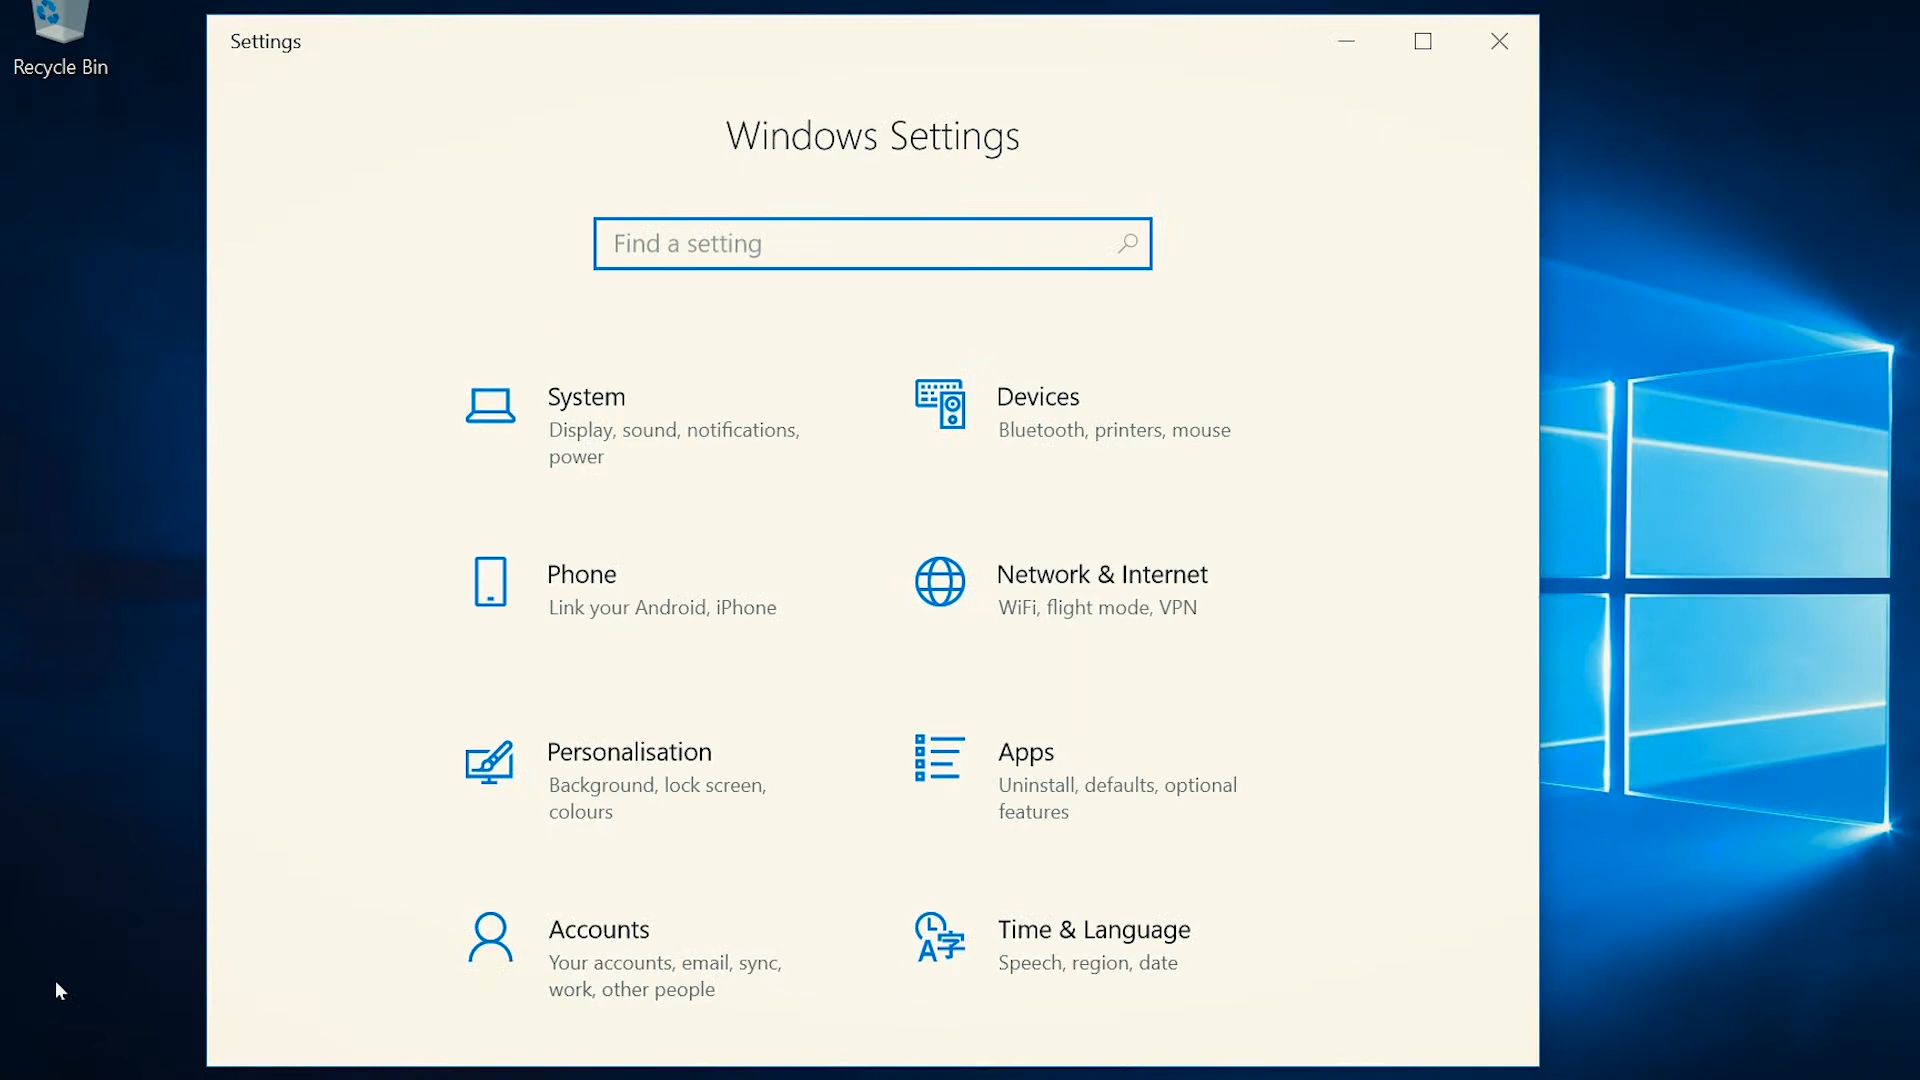 Recycle Bin
Settings
Windows Settings
Find a setting
System
Display, sound, notifications,
power
Devices
Bluetooth, printers, mouse
Phone
Link your Android, iPhone
Network & Internet
WiFi, flight mode, VPN
Personalisation
Background, lock screen,
colours
Apps
Uninstall, defaults, optional
features
Accounts
Your accounts, email, sync,
work, other people
Time & Language
Speech, region, date